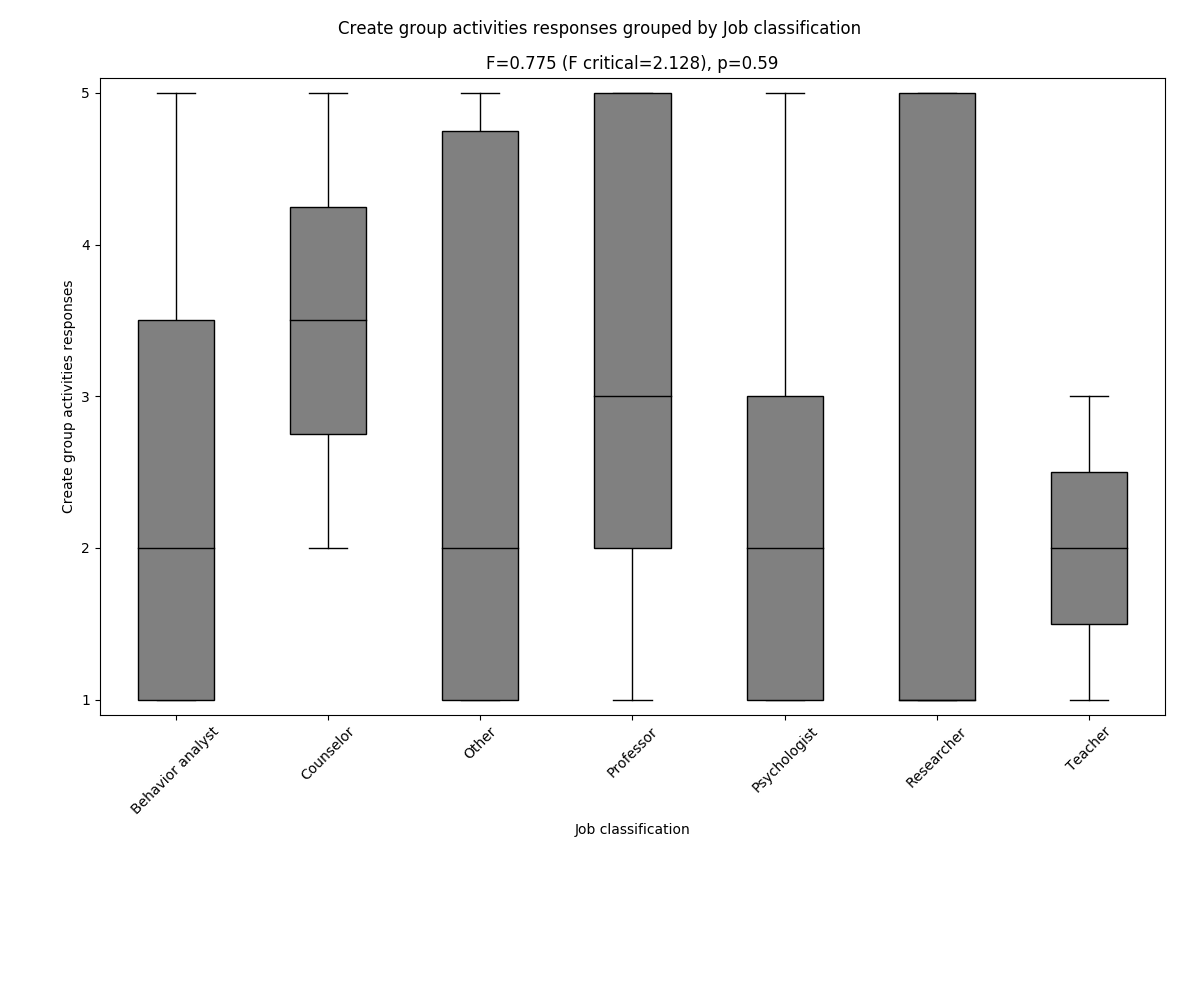 Create group activities responses grouped by Job classification
F=0.775 (F critical=2.128), p=0.59
Create group activities responses
5
4
3
2
1
Behavior analyst
Counselor
Other
Professor
Psychologist
Researcher
Teacher
Job classification